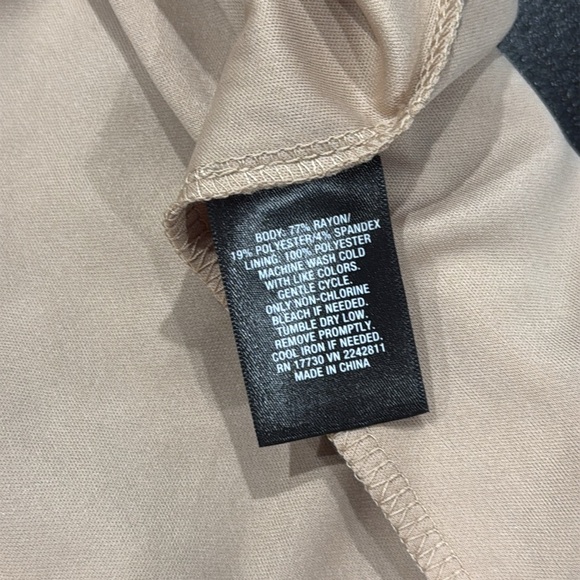 BODY: 77% RAYON/
19% POLYESTER/4% SPANDEX
LINING: 100% POLYESTER
MACHINE WASH COLD
WITH LIKE COLORS.
GENTLE CYCLE.
ONLY NON-CHLORINE
BLEACH IF NEEDED.
TUMBLE DRY LOW.
REMOVE PROMPTLY.
COOL IRON IF NEEDED.
RN 17730 VN 2242811
MADE IN CHINA